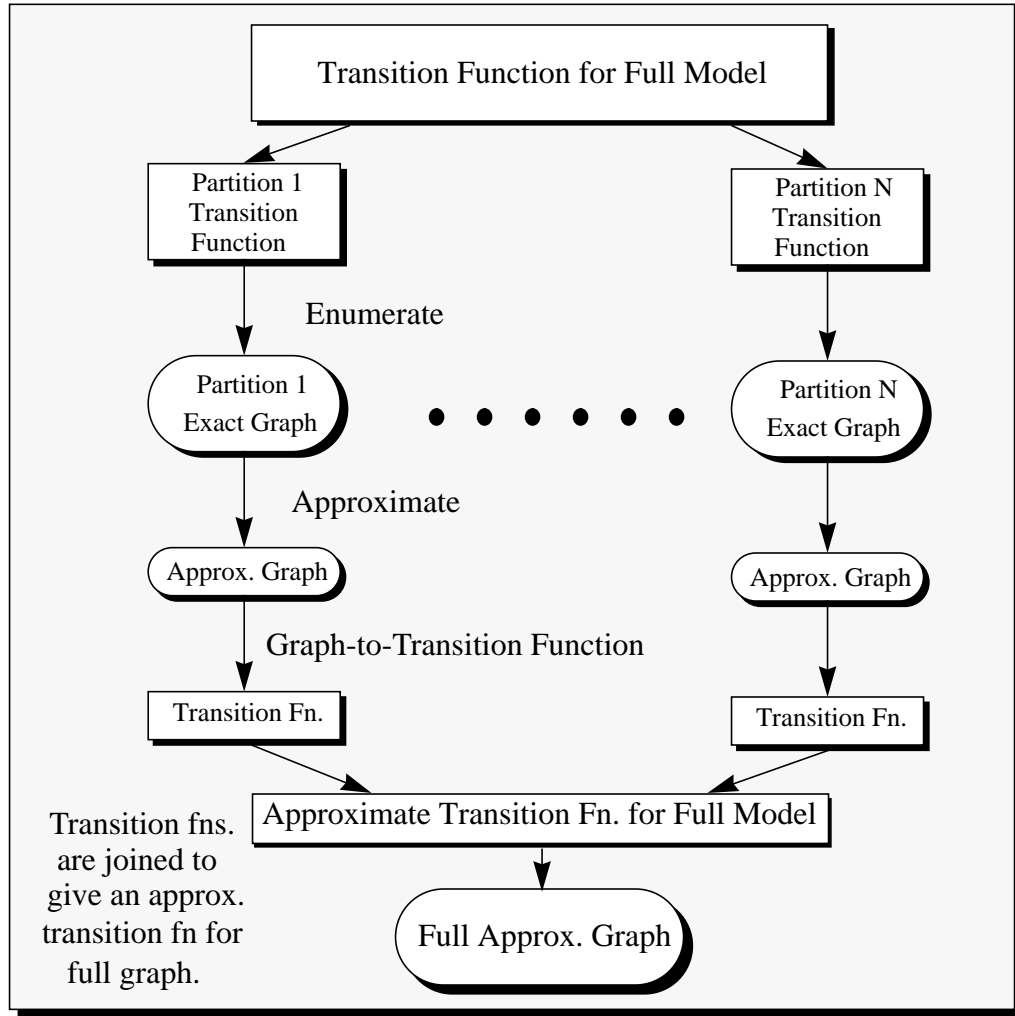 Transition Function for Full Model
Partition 1
Transition
Function
Partition N
Transition
Function
Enumerate
Partition 1
Exact Graph
Partition N
Exact Graph
Approximate
Approx. Graph
Approx. Graph
Graph-to-Transition Function
Transition Fn.
Transition Fn.
Approximate Transition Fn. for Full Model
Transition fns.
are joined to
give an approx.
transition fn for
full graph.
Full Approx. Graph